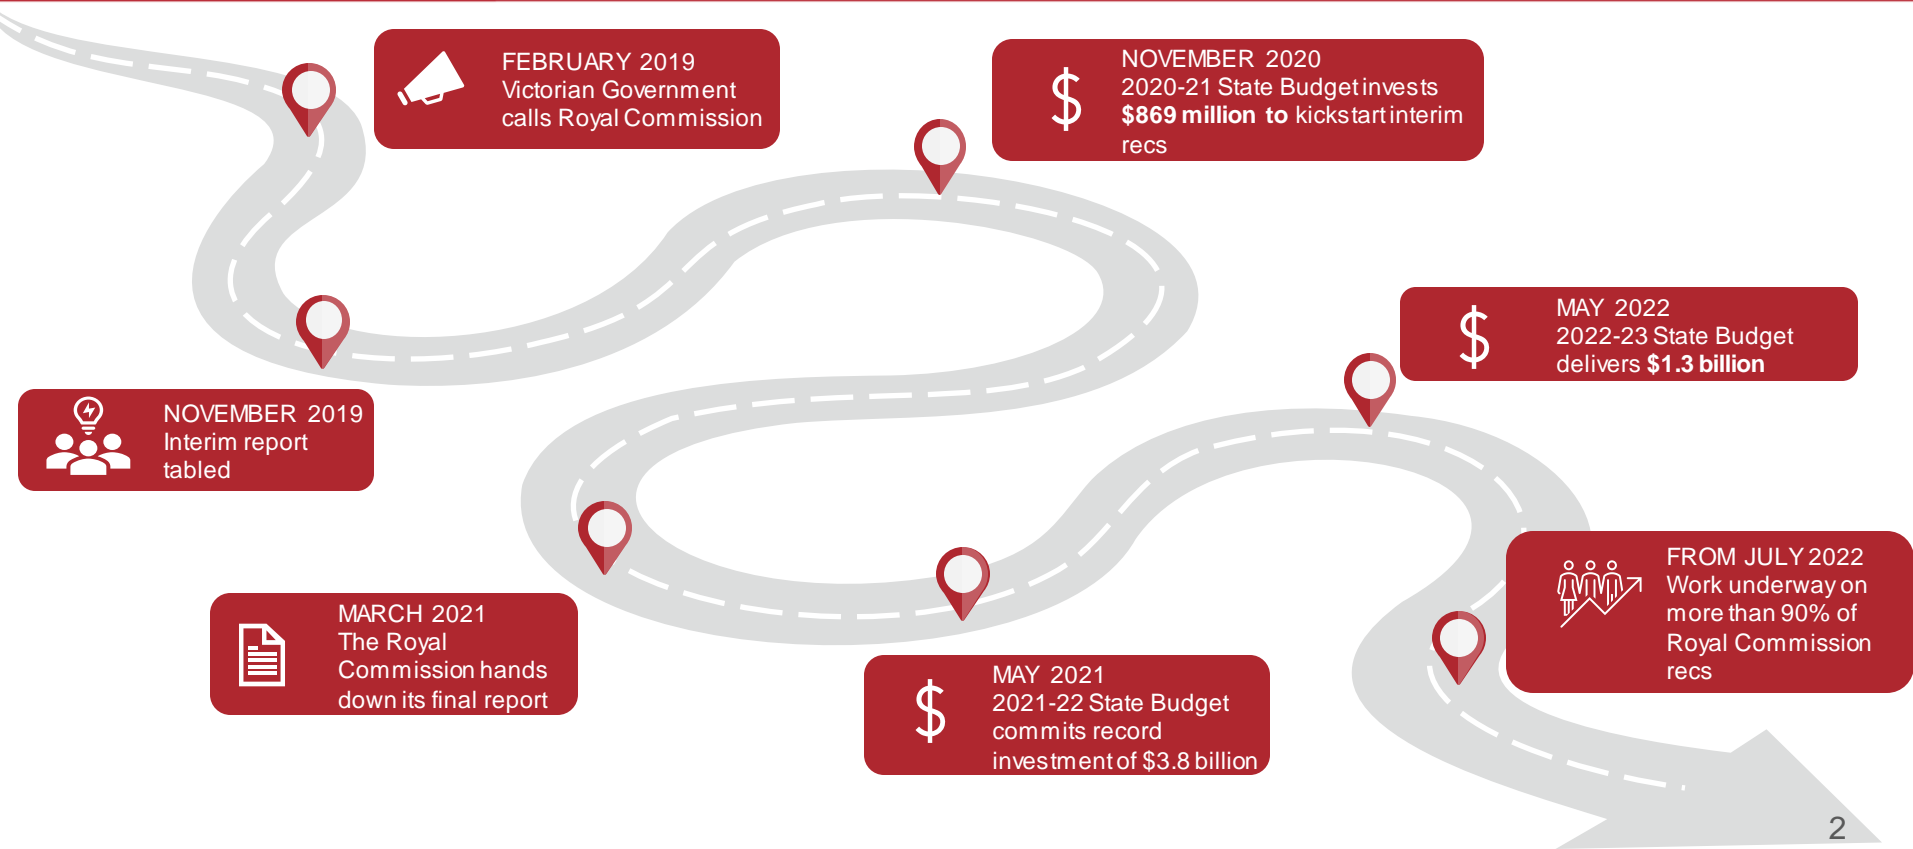 FEBRUARY 2019
Victorian Government
calls Royal Commission
NOVEMBER 2019
Interim report
tabled
NOVEMBER 2020
2020-21 State Budget invests
$869 million to kickstart interim
recs
MARCH 2021
The Royal
Commission hands
down its final report
MAY 2021
2021-22 State Budget
commits record
investment of $3.8 billion
MAY 2022
2022-23 State Budget
delivers $1.3 billion
FROM JULY 2022
Work underway on
more than 90% of
Royal Commission
recs
2